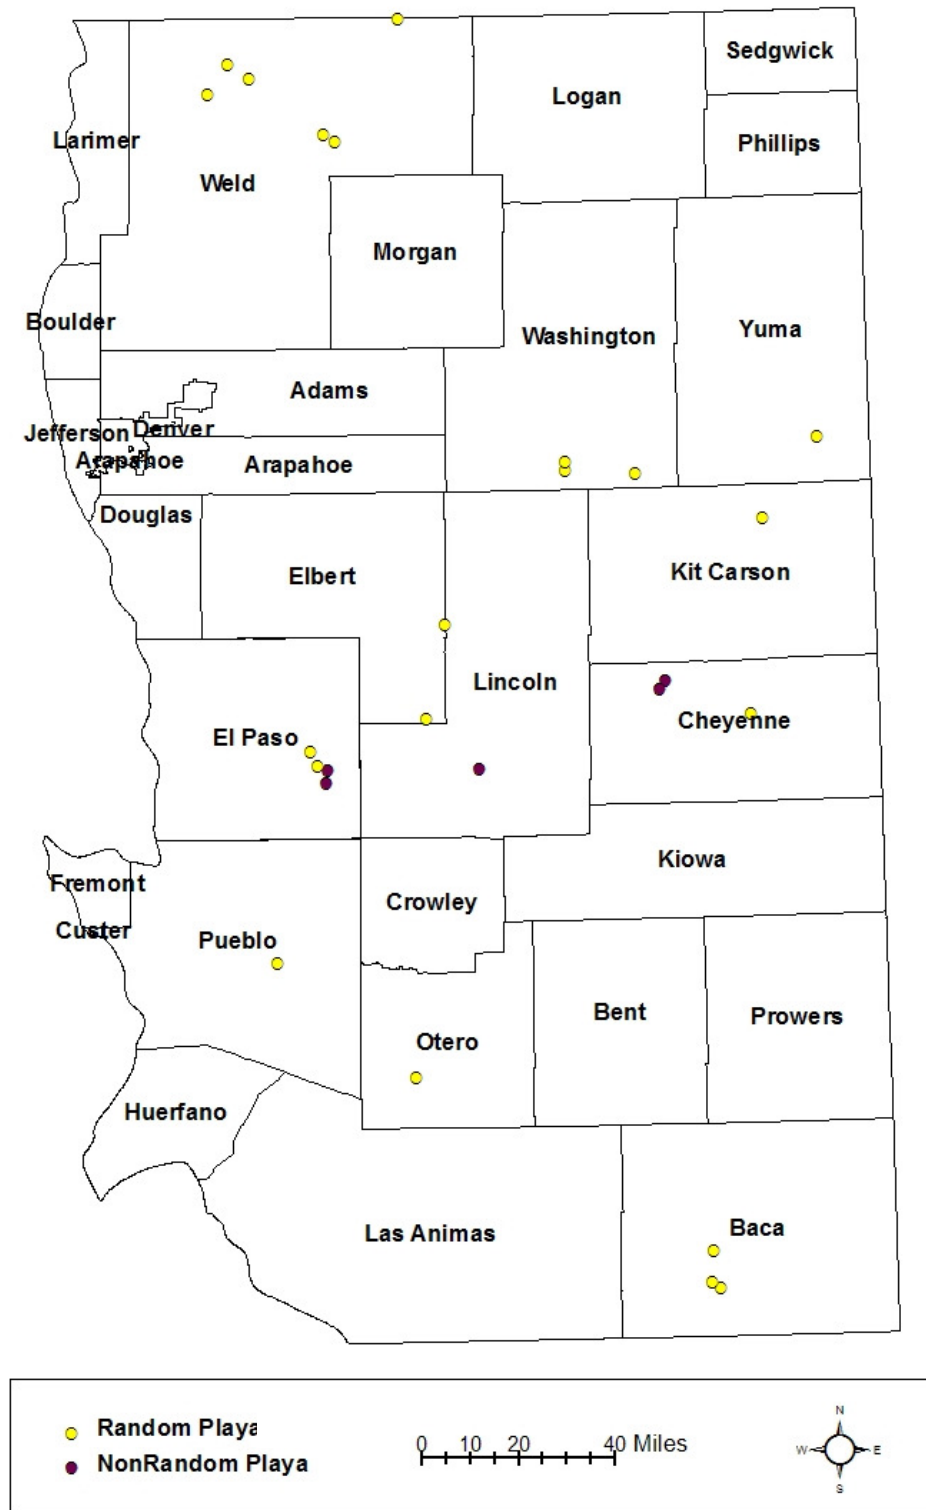 Sedgwick
Logan
Larimer
Phillips
Weld
Morgan
Boulder
Washington
Yuma
Adams
Jefferson
Denver
Arapahoe
Arapahoe
Douglas
Elbert
Kit Carson
Lincoln
El Paso
Cheyenne
Kiowa
Fremont
Crowley
Custer
Pueblo
Bent
Prowers
Otero
Huerfano
Las Animas
Baca
Random Playa
NonRandom Playa
0 10 20 40 Miles
N
W E
S